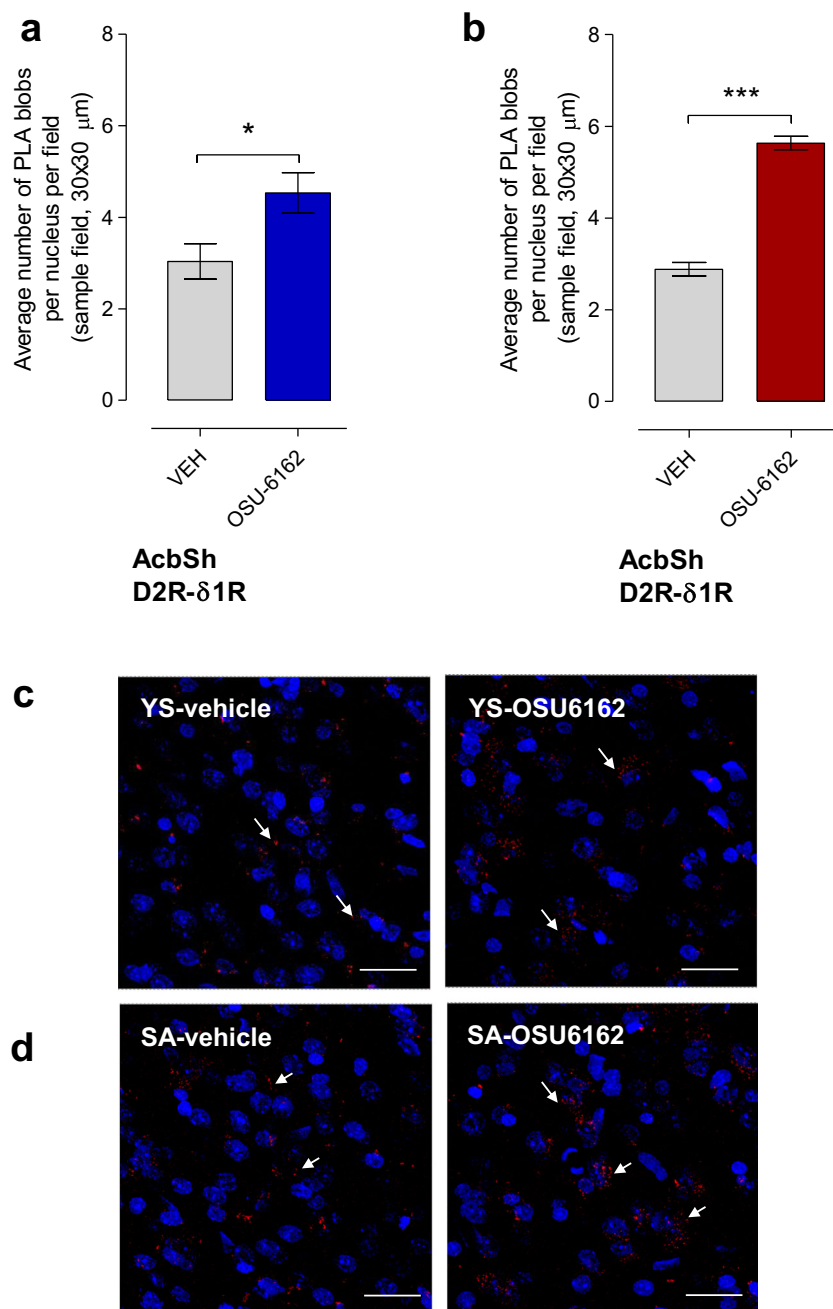 a
8
6
4
2
0
Average number of PLA blobs
per nucleus per field
(sample field, 30x30 μm)
*
VEH
OSU-6162
AcbSh
D2R-δ1R
b
8
6
4
2
0
Average number of PLA blobs
per nucleus per field
(sample field, 30x30 μm)
***
VEH
OSU-6162
AcbSh
D2R-δ1R
c
YS-vehicle
YS-OSU6162
d
SA-vehicle
SA-OSU6162